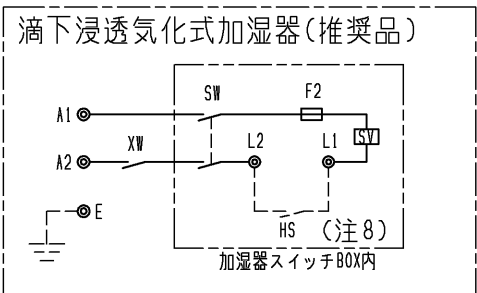 滴下浸透気化式加湿器(推奨品)
SW
F2
A1
XW
L2
L1
SV
A2
E
HS
(注8)
加湿器スイッチBOX内